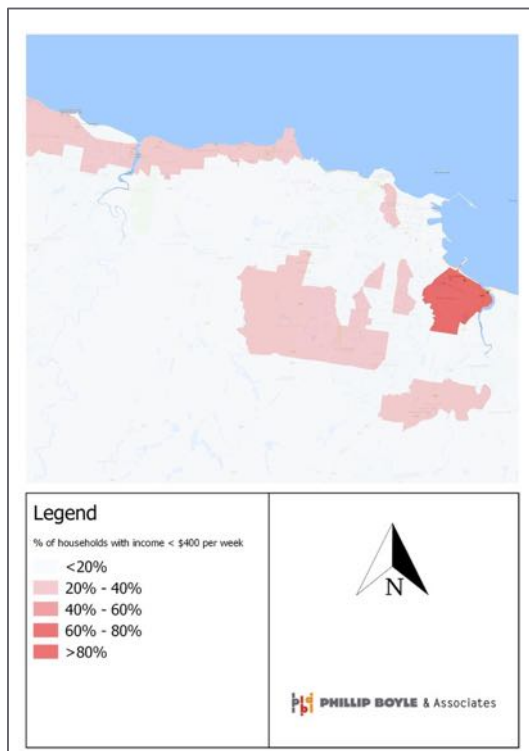 Legend
% of households with income < $400 per week
<20%
20% - 40%
40% - 60%
60% - 80%
>80%
N
PHILLIP BOYLE & Associates